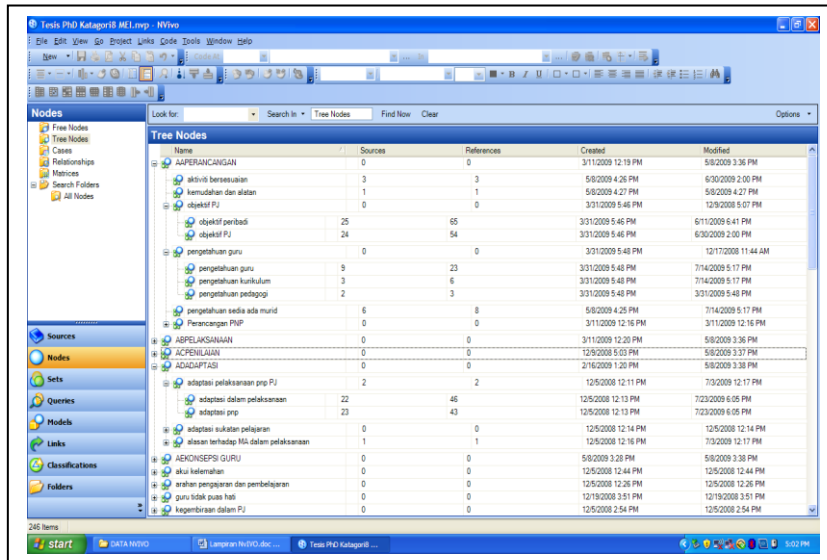 Tesis PhD Katagori8 MEI.nvp - NVivo
File Edit View Go Project Links Code Tools Window Help
New
Nodes
Free Nodes
Tree Nodes
Cases
Relationships
Matrices
Search Folders
All Nodes
Sources
Nodes
Sets
Queries
Models
Links
Classifications
Folders
Look for: Search In Tree Nodes Find Now Clear Options
Tree Nodes
Name Sources References Created Modified
AAPERANCANGAN 0 0 3/11/2009 12:19 PM 5/8/2009 3:36 PM
aktiviti bersesuaian 3 3 5/8/2009 4:26 PM 6/30/2009 2:00 PM
kemudahan dan alatan 1 1 5/8/2009 4:27 PM 5/8/2009 4:27 PM
objektif PJ 0 0 3/31/2009 5:46 PM 12/9/2008 5:07 PM
objektif peribadi 25 65 3/31/2009 5:46 PM 6/11/2009 6:41 PM
objektif PJ 24 54 3/31/2009 5:46 PM 6/30/2009 2:00 PM
pengetahuan guru 0 0 3/31/2009 5:48 PM 12/17/2008 11:44 AM
pengetahuan guru 9 23 3/31/2009 5:48 PM 7/14/2009 5:17 PM
pengetahuan kurikulum 3 6 3/31/2009 5:48 PM 7/14/2009 5:17 PM
pengetahuan pedagogi 2 3 3/31/2009 5:48 PM 3/31/2009 5:48 PM
pengetahuan sedia ada murid 6 8 5/8/2009 4:25 PM 7/14/2009 5:17 PM
Perancangan PNP 0 0 3/11/2009 12:16 PM 3/11/2009 12:16 PM
ABPELAKSANAAN 0 0 3/11/2009 12:20 PM 5/8/2009 3:36 PM
ACPENILAIAN 0 0 12/9/2008 5:03 PM 5/8/2009 3:37 PM
ADADAPTASI 0 0 2/16/2009 1:20 PM 5/8/2009 3:38 PM
adaptasi pelaksanaan pnp PJ 2 2 12/5/2008 12:11 PM 7/3/2009 12:17 PM
adaptasi dalam pelaksanaan 22 46 12/5/2008 12:13 PM 7/23/2009 6:05 PM
adaptasi pnp 23 43 12/5/2008 12:13 PM 7/23/2009 6:05 PM
adaptasi sukatan pelajaran 0 0 12/5/2008 12:14 PM 12/5/2008 12:14 PM
alasan terhadap MA dalam pelaksanaan 1 1 12/5/2008 12:16 PM 7/3/2009 12:17 PM
AEKONSEPSI GURU 0 0 5/8/2009 3:28 PM 5/8/2009 3:38 PM
akui kelemahan 0 0 12/5/2008 12:44 PM 12/5/2008 12:44 PM
arahan pengajaran dan pembelajaran 0 0 12/5/2008 12:26 PM 12/5/2008 12:26 PM
guru tidak puas hati 0 0 12/19/2008 3:51 PM 12/19/2008 3:51 PM
kegembiraan dalam PJ 0 0 12/5/2008 2:54 PM 12/5/2008 2:54 PM
246 Items
start DATA NVIVO Lampiran NvIVO.doc ... Tesis PhD Katagori8 ... 5:02 PM